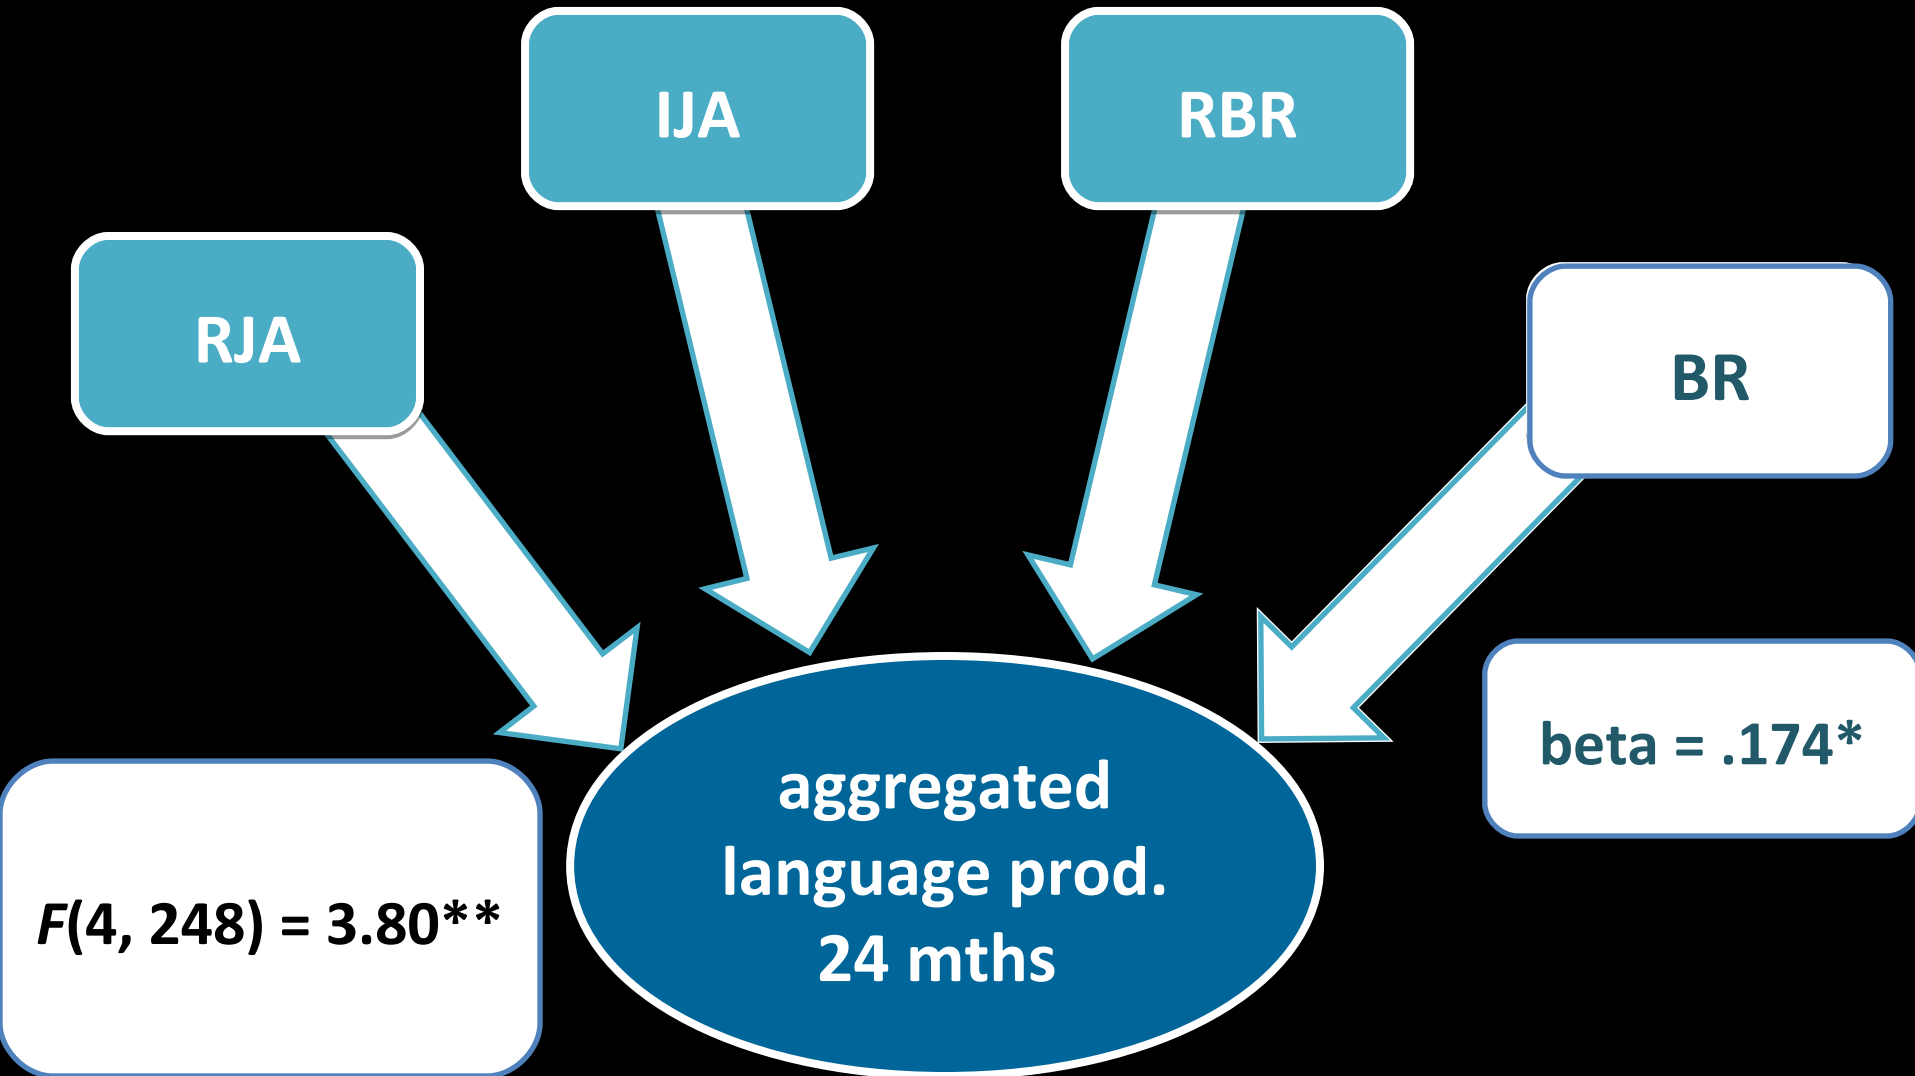 IJA
RBR
RJA
BR
beta = .174*
aggregated
language prod.
24 mths
F(4, 248) = 3.80**